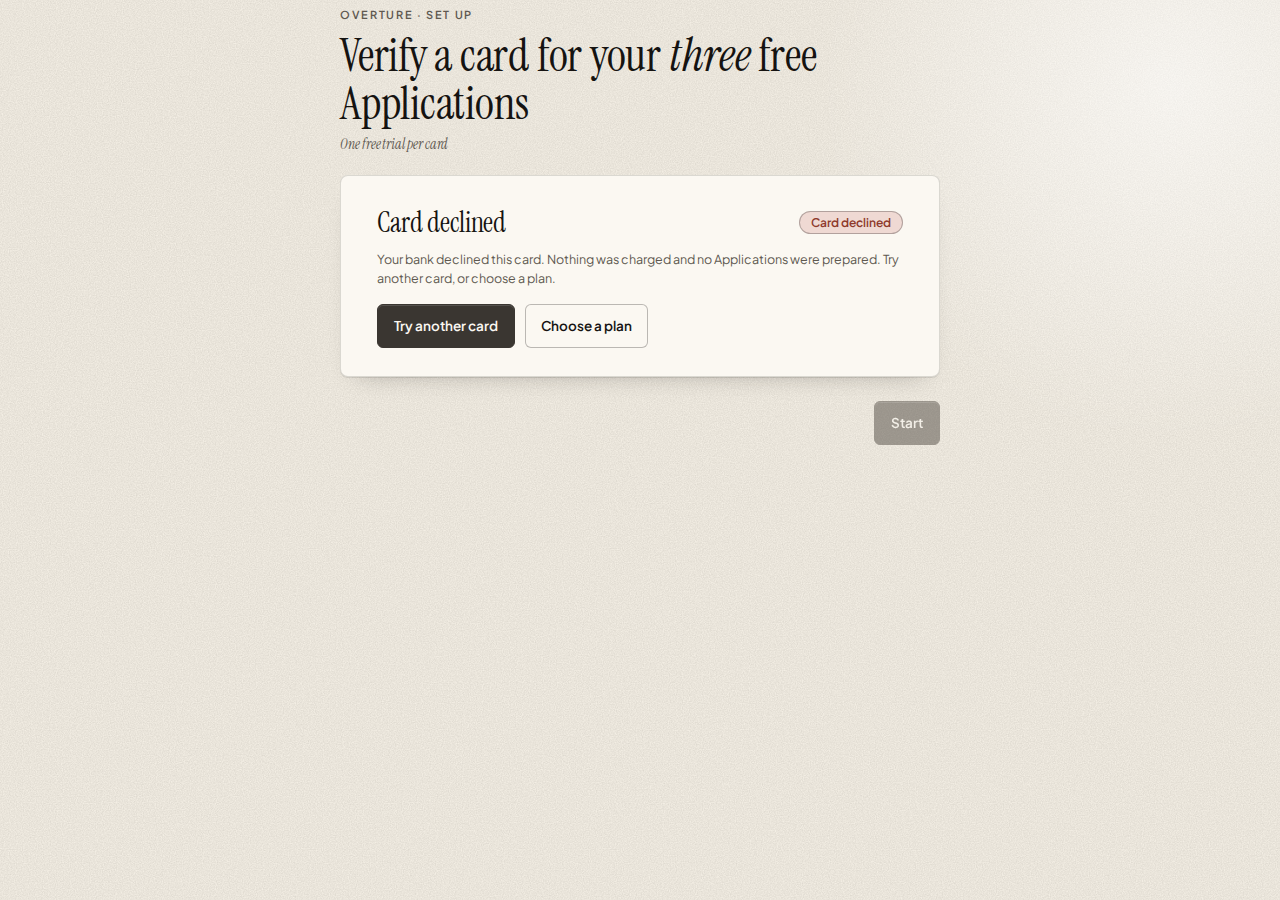 OVERTURE · SET UP
Verify a card for your three free
Applications
One free trial per card
Card declined
Card declined
Your bank declined this card. Nothing was charged and no Applications were prepared. Try
another card, or choose a plan.
Try another card
Choose a plan
Start